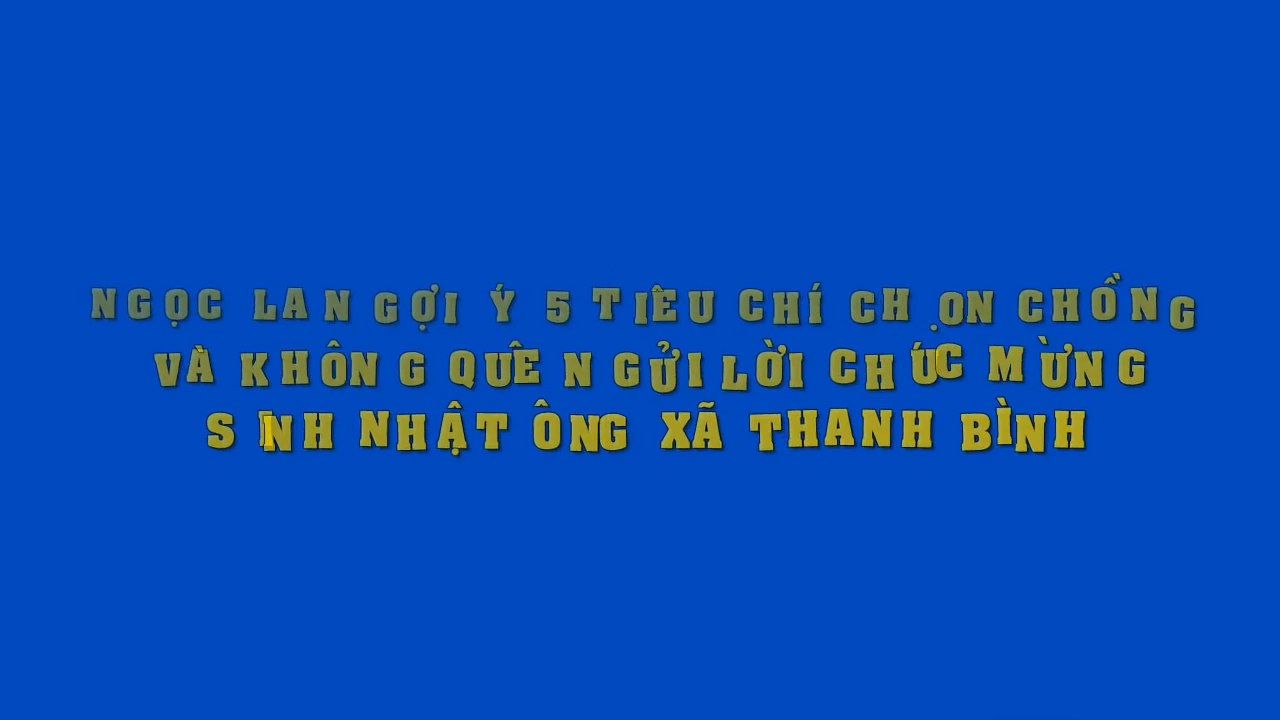 NGỌC LAN GỢI Ý 5 TIÊU CHÍ CHỌN CHỒNG
VÀ KHÔNG QUÊN GỬI LỜI CHÚC MỪNG
SINH NHẬT ÔNG XÃ THANH BÌNH